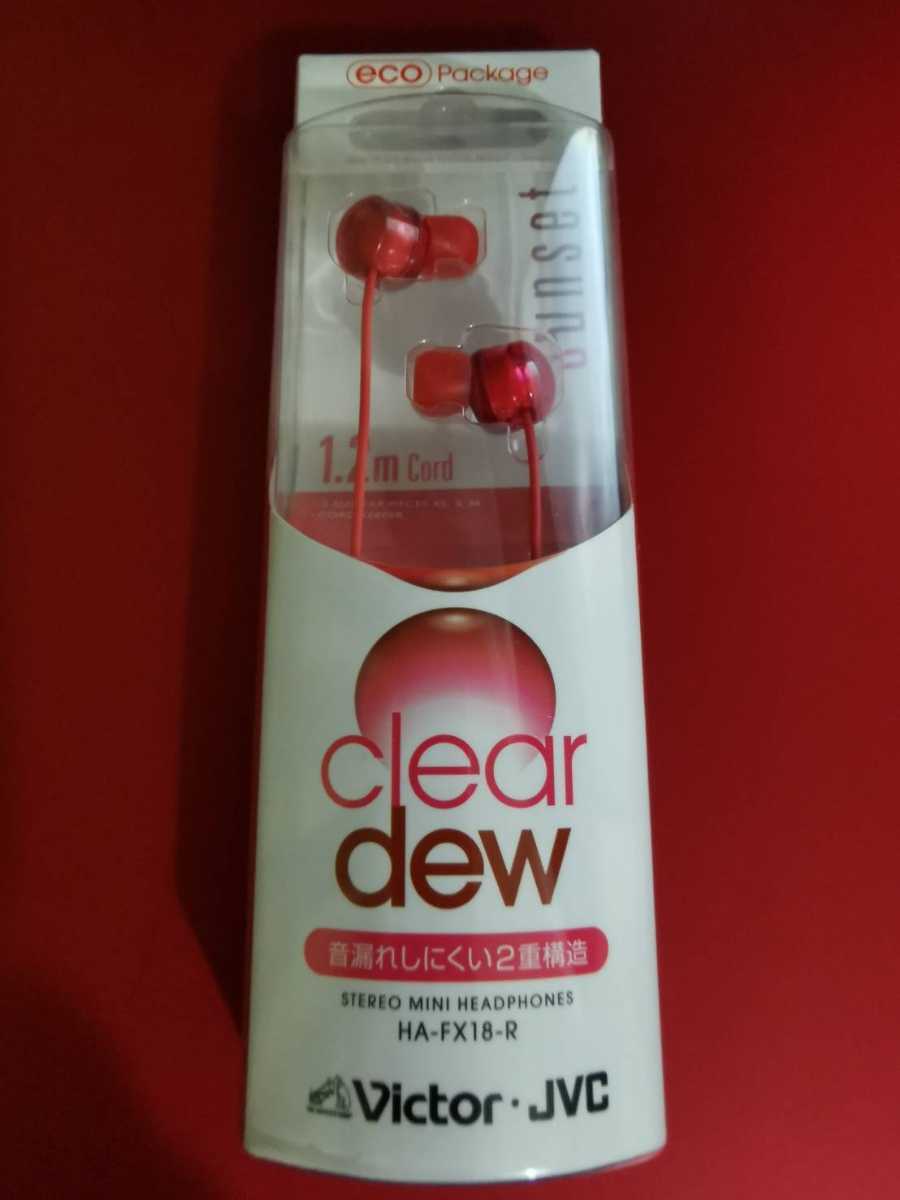 eco Package
sunset
1.2m Cord
clear
dew
音漏れしにくい2重構造
STEREO MINI HEADPHONES
HA-FX18-R
Victor・JVC